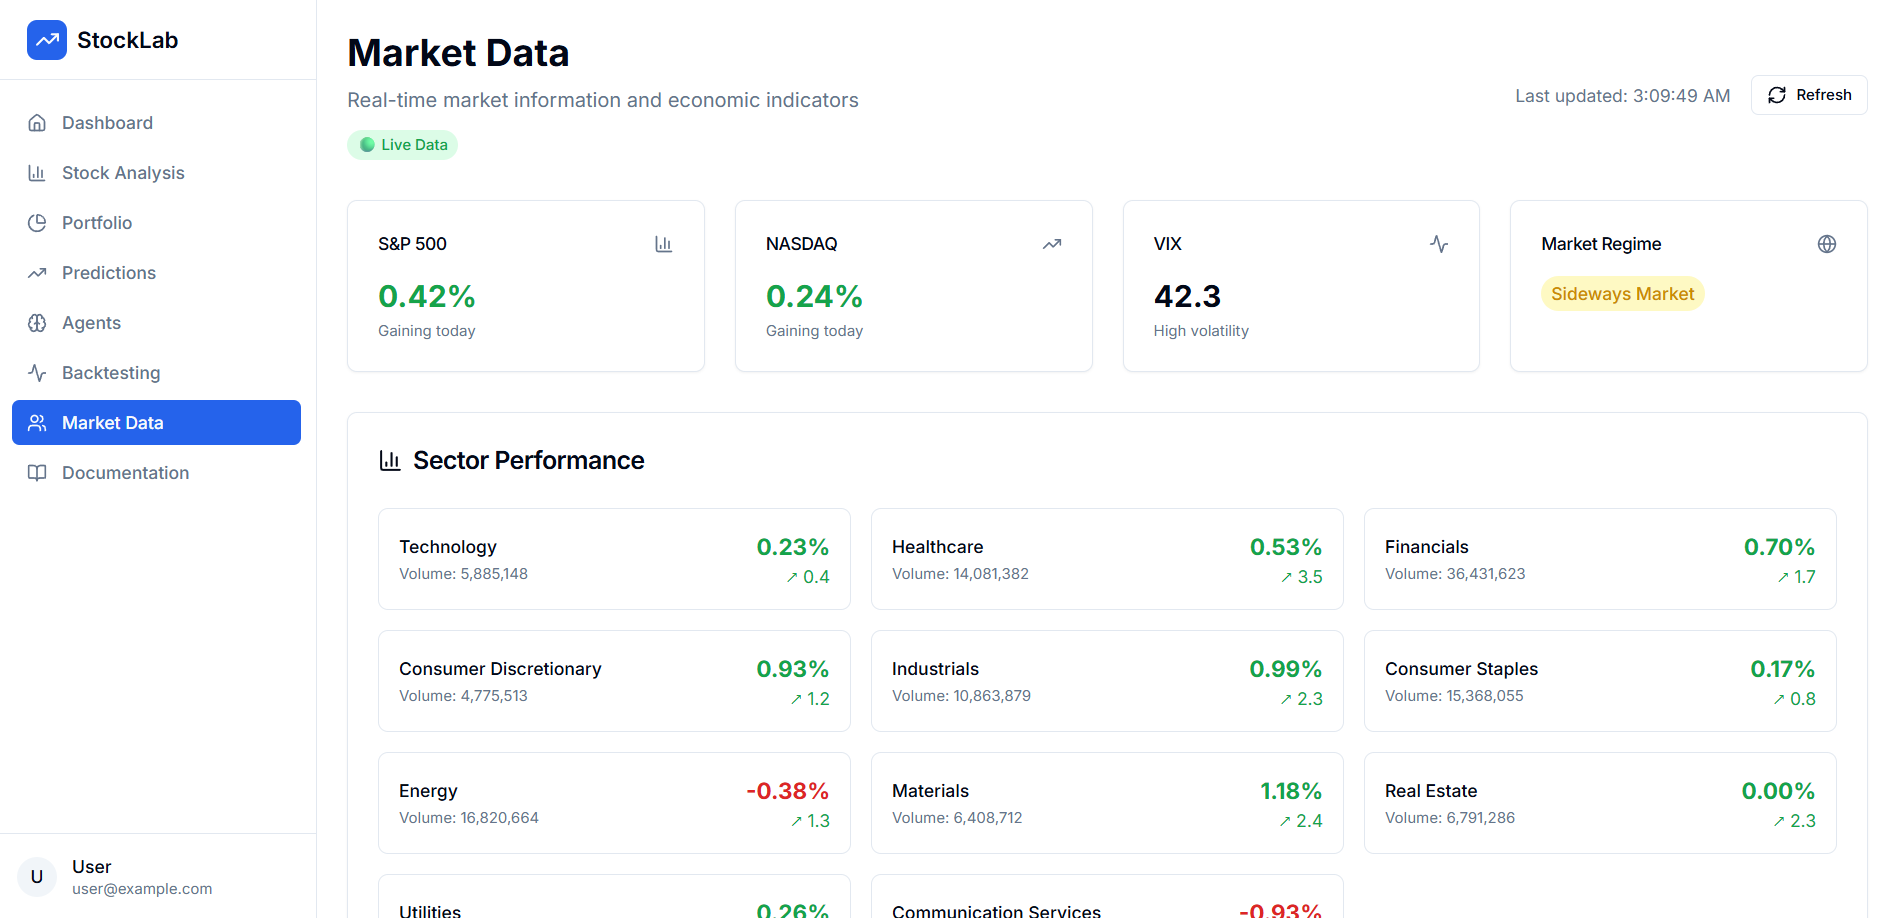 StockLab
Dashboard
Stock Analysis
Portfolio
Predictions
Agents
Backtesting
Market Data
Documentation
U
User
user@example.com
Market Data
Real-time market information and economic indicators
Live Data
Last updated: 3:09:49 AM
Refresh
S&P 500
0.42%
Gaining today
NASDAQ
0.24%
Gaining today
VIX
42.3
High volatility
Market Regime
Sideways Market
Sector Performance
Technology
0.23%
Volume: 5,885,148
↗ 0.4
Healthcare
0.53%
Volume: 14,081,382
↗ 3.5
Financials
0.70%
Volume: 36,431,623
↗ 1.7
Consumer Discretionary
0.93%
Volume: 4,775,513
↗ 1.2
Industrials
0.99%
Volume: 10,863,879
↗ 2.3
Consumer Staples
0.17%
Volume: 15,368,055
↗ 0.8
Energy
-0.38%
Volume: 16,820,664
↗ 1.3
Materials
1.18%
Volume: 6,408,712
↗ 2.4
Real Estate
0.00%
Volume: 6,791,286
↗ 2.3
Utilities
0.26%
Communication Services
-0.93%